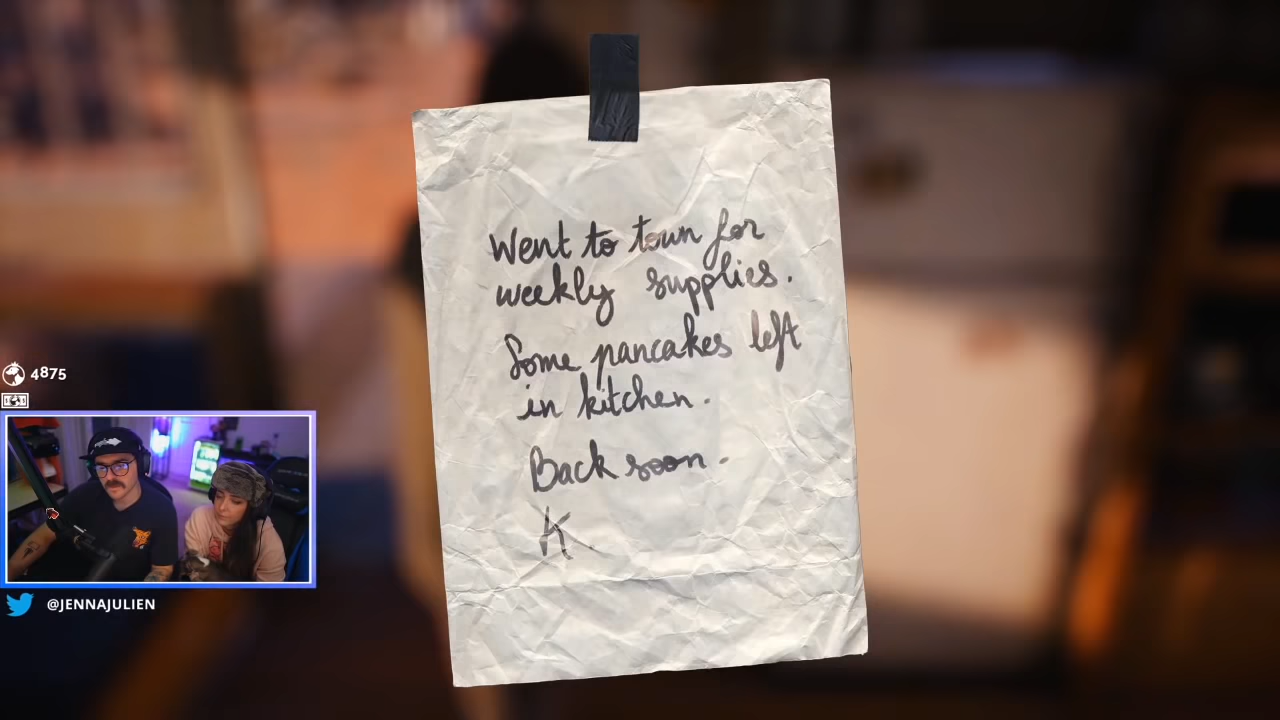 Went to town for
weekly supplies.
Some pancakes left
in kitchen.
Back soon.
K.
4875
@JENNAJULIEN